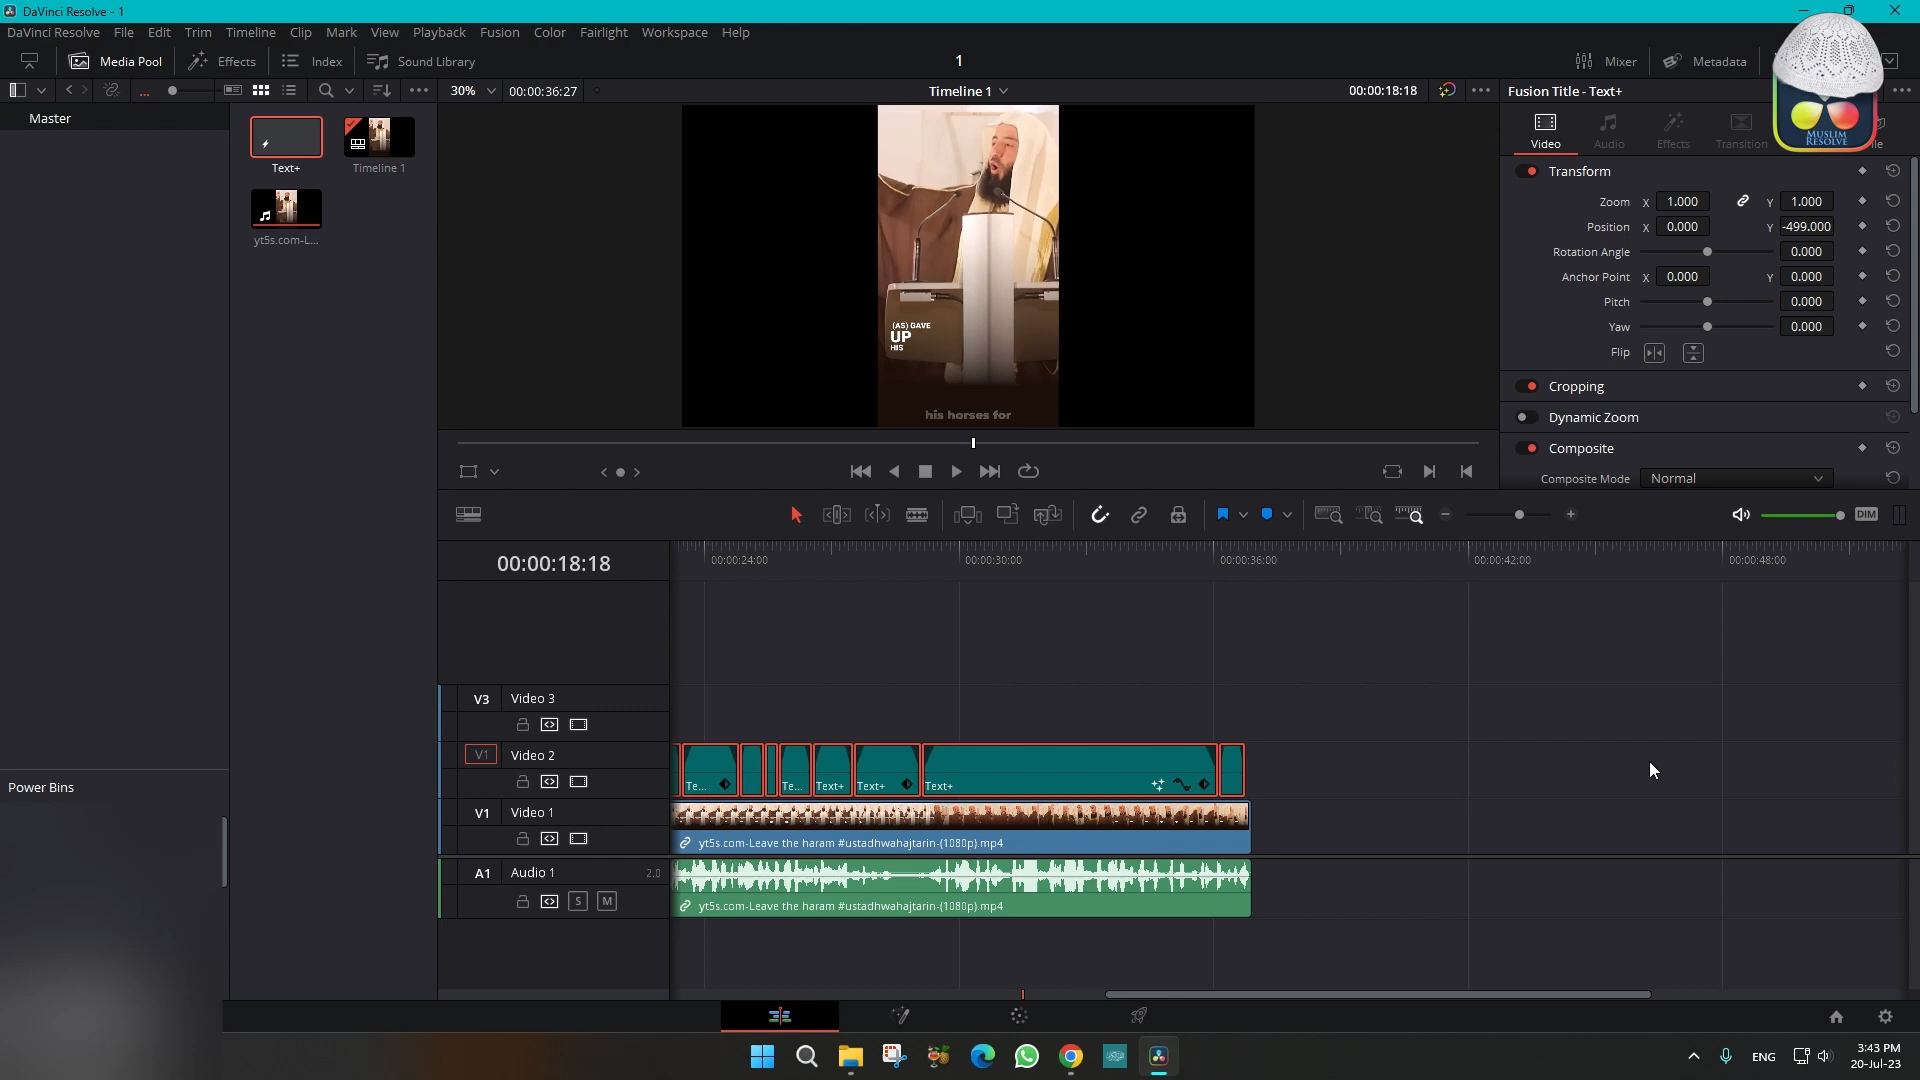 DaVinci Resolve - 1
DaVinci Resolve File Edit Trim Timeline Clip Mark View Playback Fusion Color Fairlight Workspace Help
Media Pool Effects Index Sound Library 1 Mixer Metadata
30% 00:00:36:27 Timeline 1 00:00:18:18 Fusion Title - Text+
MUSLIM
RESOLVE
Master
Text+ Timeline 1
yt5s.com-L...
Video Audio Effects Transition
Transform
Zoom X 1.000 Y 1.000
Position X 0.000 Y -499.000
Rotation Angle 0.000
Anchor Point X 0.000 Y 0.000
Pitch 0.000
Yaw 0.000
Flip
Cropping
Dynamic Zoom
Composite
Composite Mode Normal
(AS) GAVE
UP
HIS
his horses for
DIM
00:00:18:18 00:00:24:00 00:00:30:00 00:00:36:00 00:00:42:00 00:00:48:00
V3 Video 3
V1 Video 2
Te... Te... Text+ Text+ Text+
V1 Video 1
yt5s.com-Leave the haram #ustadhwahajtarin-(1080p).mp4
A1 Audio 1 2.0
S M
yt5s.com-Leave the haram #ustadhwahajtarin-(1080p).mp4
Power Bins
ENG
3:43 PM
20-Jul-23